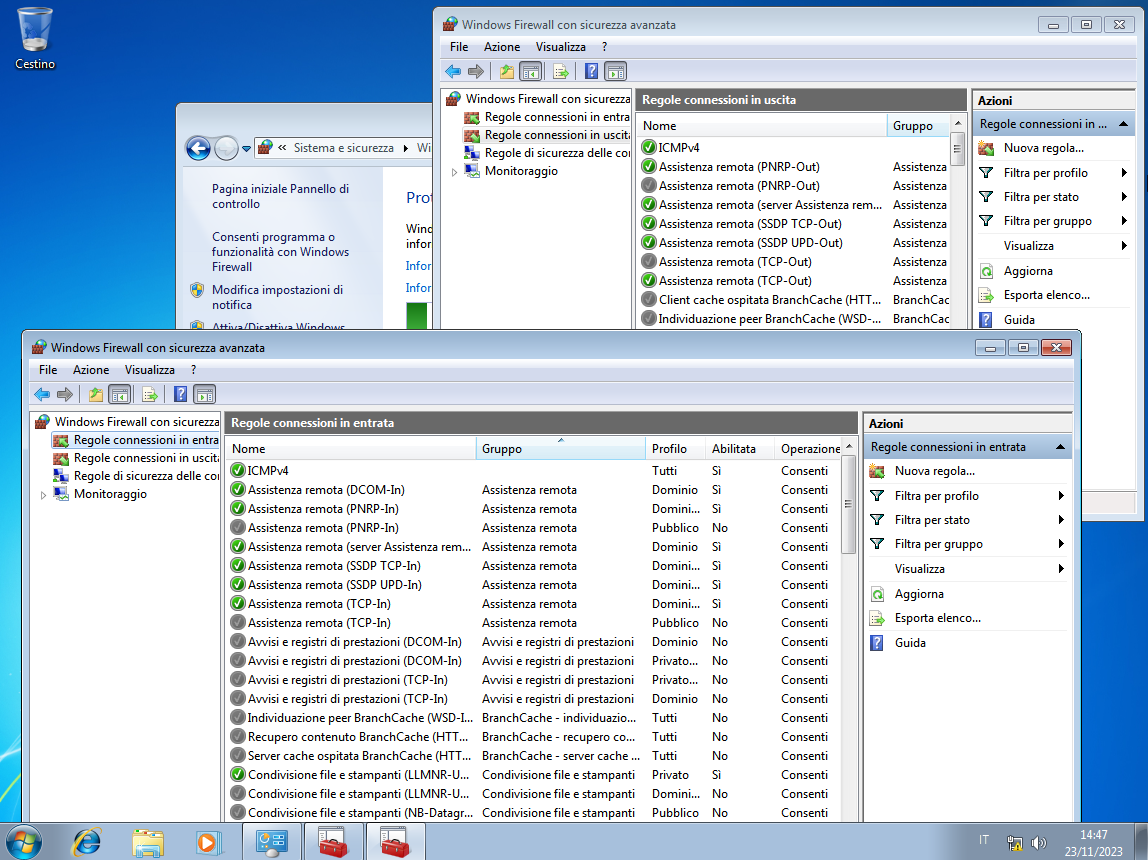 Cestino
Windows Firewall con sicurezza avanzata
File Azione Visualizza ?
Windows Firewall con sicurezza
Regole connessioni in entra
Regole connessioni in uscita
Regole di sicurezza delle co
Monitoraggio
Regole connessioni in uscita
Nome Gruppo
ICMPv4
Assistenza remota (PNRP-Out) Assistenza
Assistenza remota (PNRP-Out) Assistenza
Assistenza remota (server Assistenza rem... Assistenza
Assistenza remota (SSDP TCP-Out) Assistenza
Assistenza remota (SSDP UPD-Out) Assistenza
Assistenza remota (TCP-Out) Assistenza
Assistenza remota (TCP-Out) Assistenza
Client cache ospitata BranchCache (HTT... BranchCac
Individuazione peer BranchCache (WSD-... BranchCac
Azioni
Regole connessioni in ...
Nuova regola...
Filtra per profilo
Filtra per stato
Filtra per gruppo
Visualizza
Aggiorna
Esporta elenco...
Guida
« Sistema e sicurezza Wi
Pagina iniziale Pannello di
controllo
Consenti programma o
funzionalità con Windows
Firewall
Modifica impostazioni di
notifica
Attiva/Disattiva Windows
Prot
Wind
infor
Infor
Infor
Windows Firewall con sicurezza avanzata
File Azione Visualizza ?
Windows Firewall con sicurezza
Regole connessioni in entra
Regole connessioni in uscita
Regole di sicurezza delle co
Monitoraggio
Regole connessioni in entrata
Nome Gruppo Profilo Abilitata Operazione
ICMPv4 Tutti Sì Consenti
Assistenza remota (DCOM-In) Assistenza remota Dominio Sì Consenti
Assistenza remota (PNRP-In) Assistenza remota Domini... Sì Consenti
Assistenza remota (PNRP-In) Assistenza remota Pubblico No Consenti
Assistenza remota (server Assistenza rem... Assistenza remota Dominio Sì Consenti
Assistenza remota (SSDP TCP-In) Assistenza remota Domini... Sì Consenti
Assistenza remota (SSDP UPD-In) Assistenza remota Domini... Sì Consenti
Assistenza remota (TCP-In) Assistenza remota Domini... Sì Consenti
Assistenza remota (TCP-In) Assistenza remota Pubblico No Consenti
Avvisi e registri di prestazioni (DCOM-In) Avvisi e registri di prestazioni Dominio No Consenti
Avvisi e registri di prestazioni (DCOM-In) Avvisi e registri di prestazioni Privato... No Consenti
Avvisi e registri di prestazioni (TCP-In) Avvisi e registri di prestazioni Privato... No Consenti
Avvisi e registri di prestazioni (TCP-In) Avvisi e registri di prestazioni Dominio No Consenti
Individuazione peer BranchCache (WSD-I... BranchCache - individuazio... Tutti No Consenti
Recupero contenuto BranchCache (HTT... BranchCache - recupero co... Tutti No Consenti
Server cache ospitata BranchCache (HTT... BranchCache - server cache ... Tutti No Consenti
Condivisione file e stampanti (LLMNR-U... Condivisione file e stampanti Privato Sì Consenti
Condivisione file e stampanti (LLMNR-U... Condivisione file e stampanti Domini... No Consenti
Condivisione file e stampanti (NB-Datagr... Condivisione file e stampanti Pubblico No Consenti
Azioni
Regole connessioni in entrata
Nuova regola...
Filtra per profilo
Filtra per stato
Filtra per gruppo
Visualizza
Aggiorna
Esporta elenco...
Guida
IT
14:47
23/11/2023